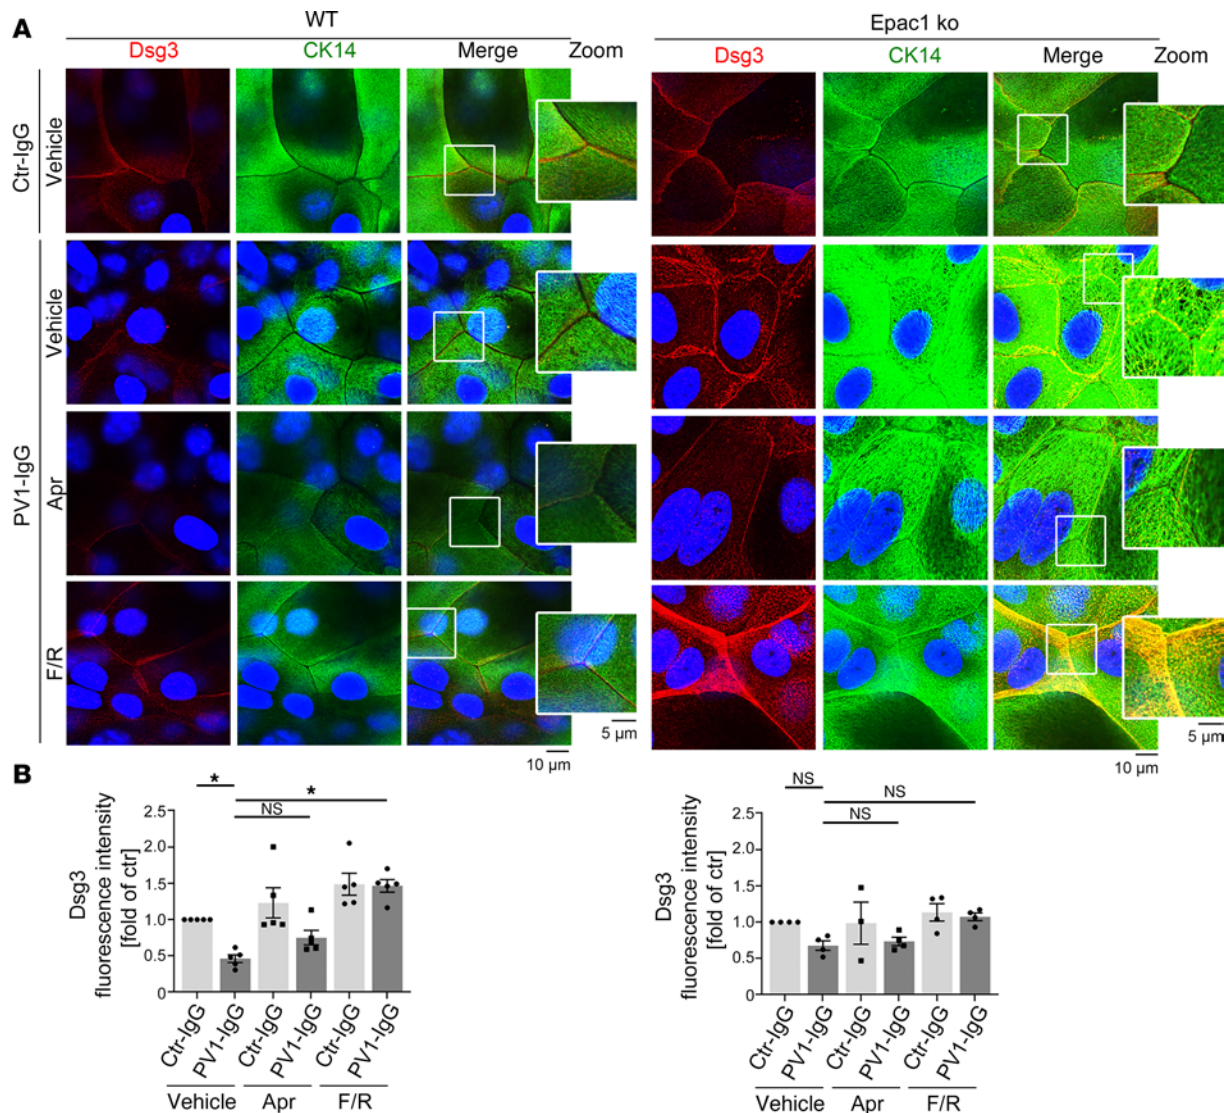 A
WT
Epac1 ko
Dsg3 CK14 Merge Zoom
Dsg3 CK14 Merge Zoom
Ctr-IgG
Vehicle
PV1-IgG
Vehicle
Apr
F/R
5 μm
10 μm
5 μm
10 μm
B
Dsg3
fluorescence intensity
[fold of ctr]
2.5
2.0
1.5
1.0
0.5
0
*
NS
*
Ctr-IgG PV1-IgG Ctr-IgG PV1-IgG Ctr-IgG PV1-IgG
Vehicle Apr F/R
Dsg3
fluorescence intensity
[fold of ctr]
2.5
2.0
1.5
1.0
0.5
0
NS
NS
NS
Ctr-IgG PV1-IgG Ctr-IgG PV1-IgG Ctr-IgG PV1-IgG
Vehicle Apr F/R